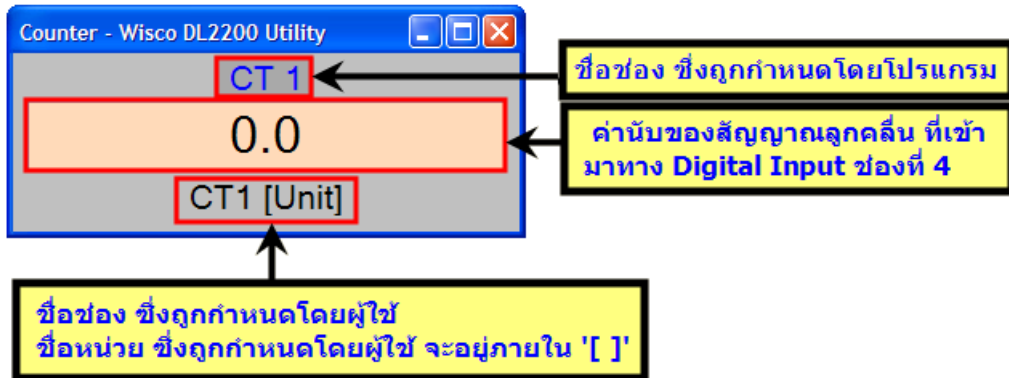 Counter - Wisco DL2200 Utility
CT 1
ชื่อช่อง ซึ่งถูกกำหนดโดยโปรแกรม
0.0
ค่านับของสัญญาณลูกคลื่น ที่เข้า
มาทาง Digital Input ช่องที่ 4
CT1 [Unit]
ชื่อช่อง ซึ่งถูกกำหนดโดยผู้ใช้
ชื่อหน่วย ซึ่งถูกกำหนดโดยผู้ใช้ จะอยู่ภายใน '[ ]'